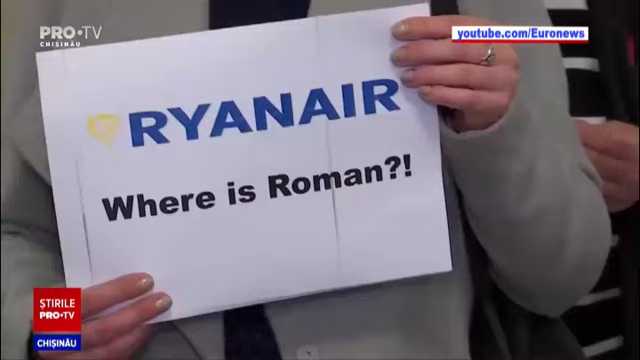 PRO•TV
CHIȘINĂU
youtube.com/Euronews
RYANAIR
Where is Roman?!
ȘTIRILE
PRO•TV
CHIȘINĂU